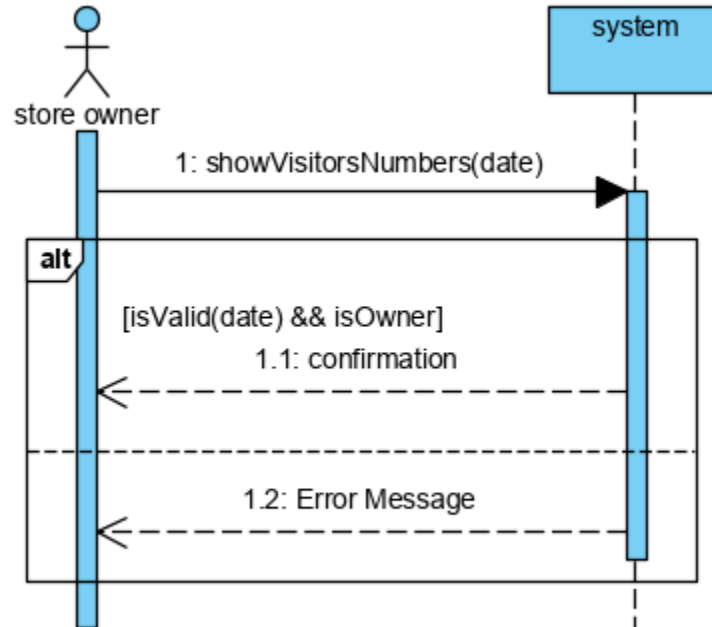 system
store owner
1: showVisitorsNumbers(date)
alt
[isValid(date) && isOwner]
1.1: confirmation
1.2: Error Message